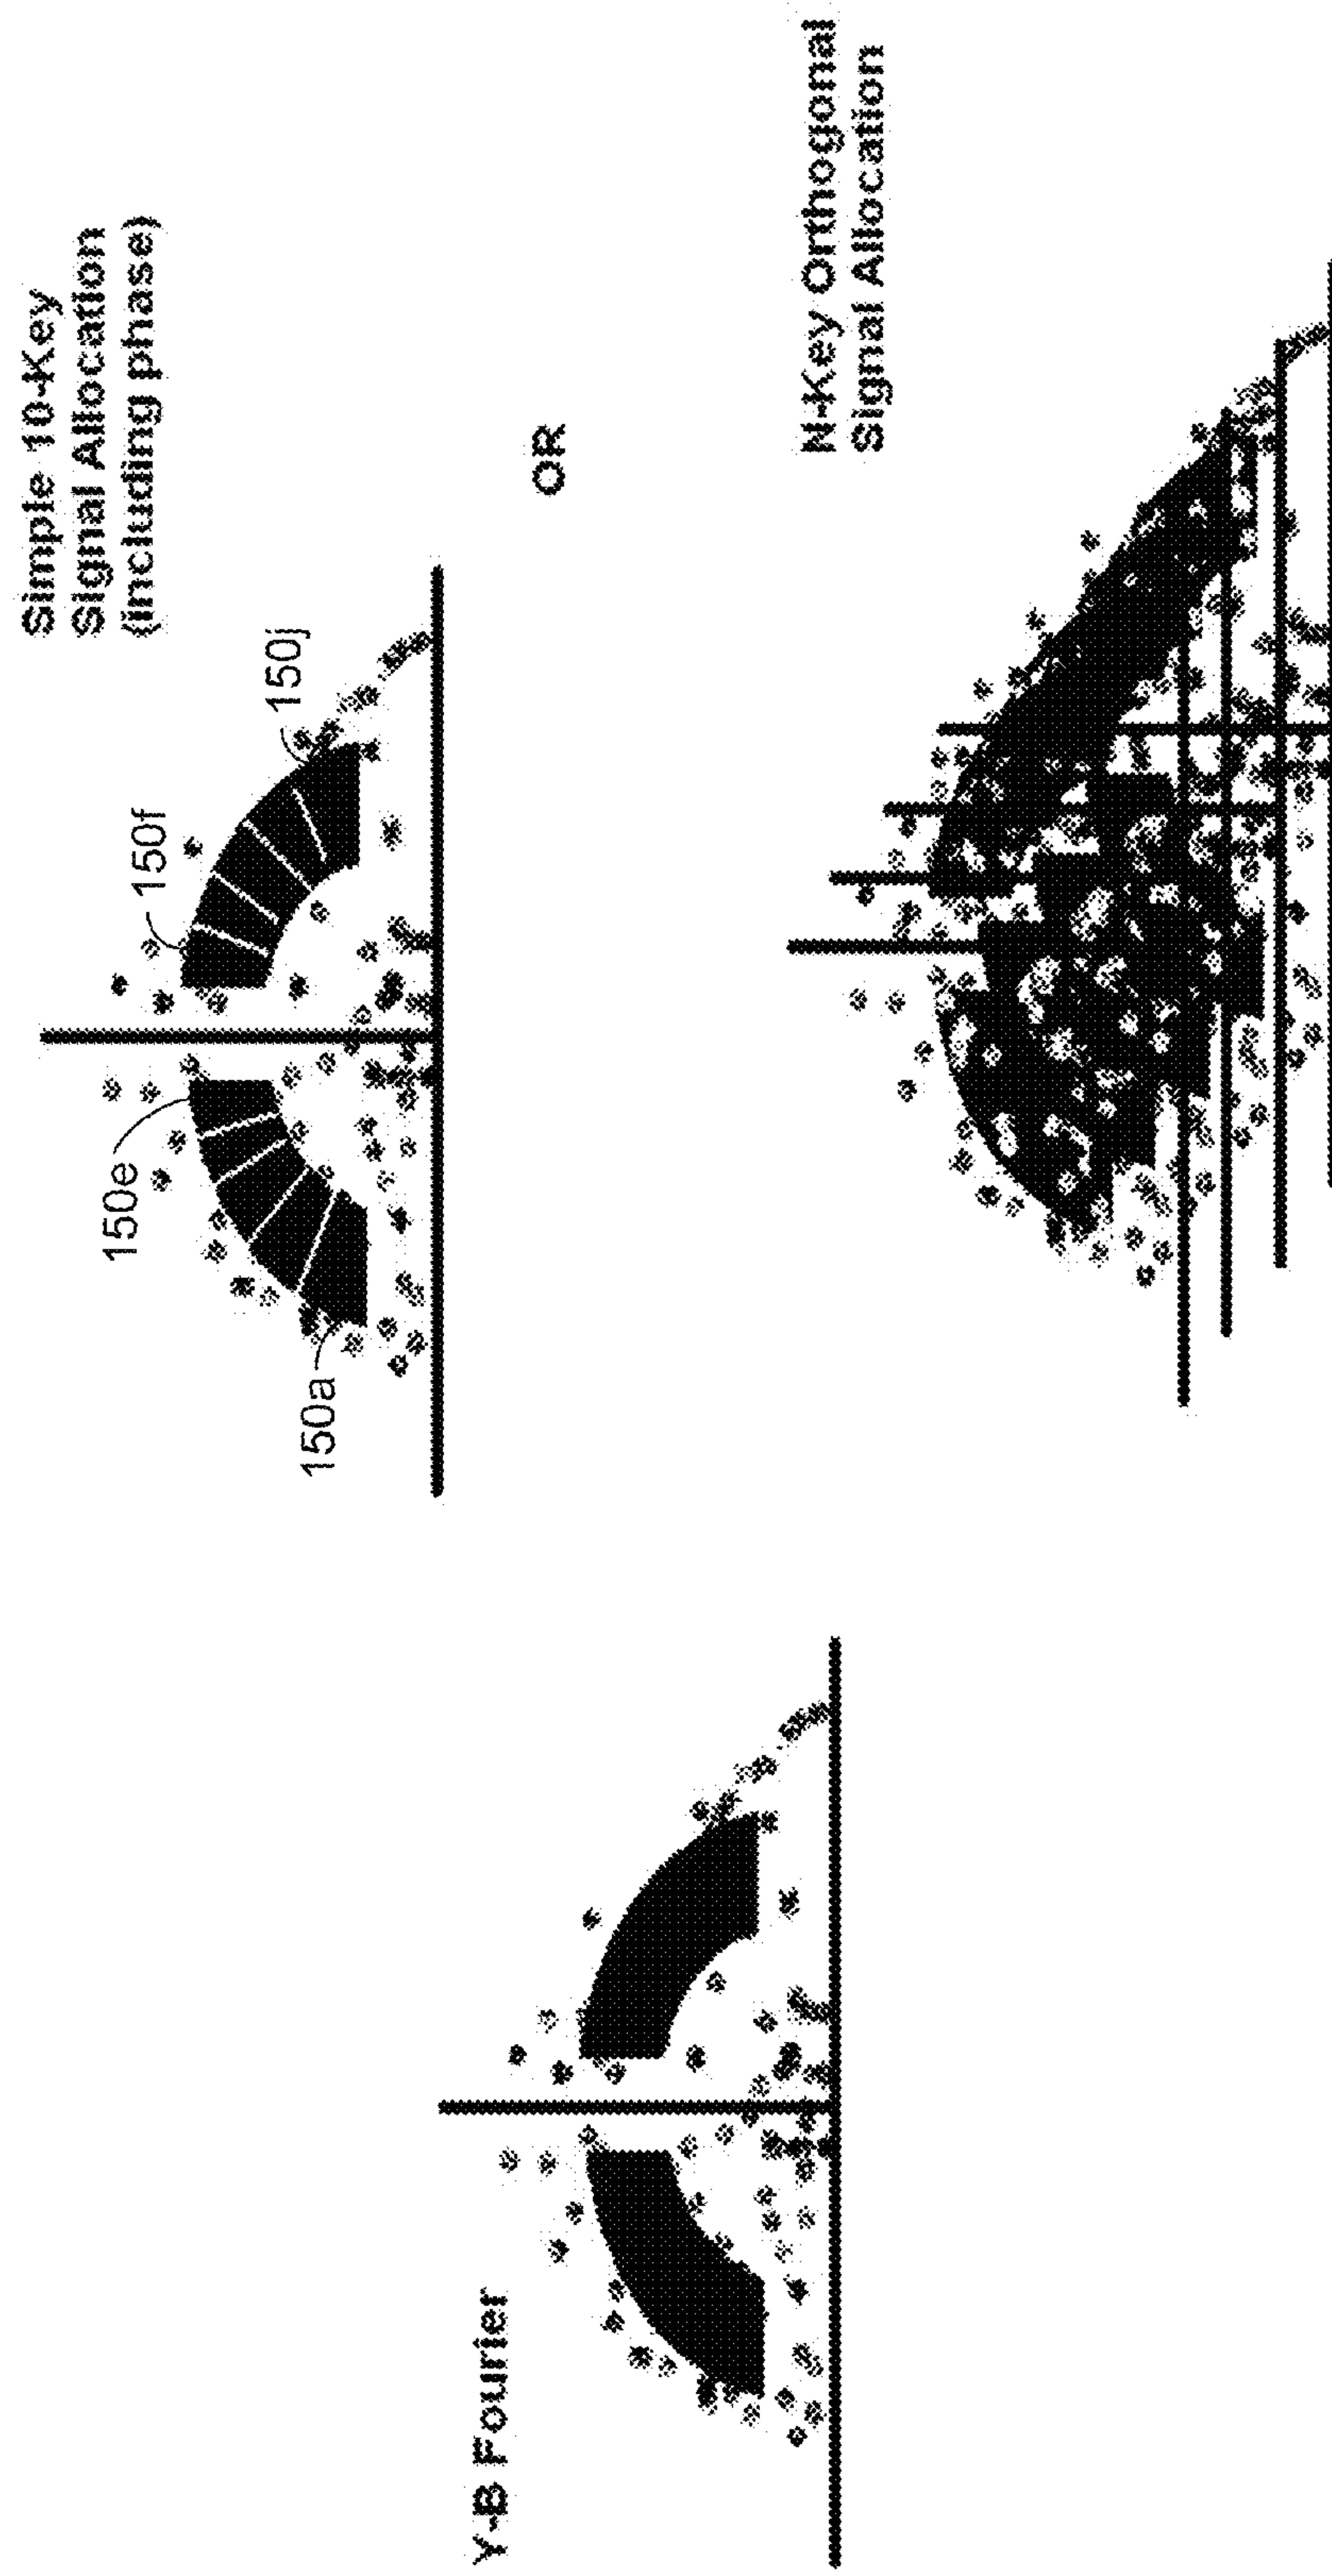 Y-B Fourier
Simple 10-Key
Signal Allocation
(including phase)
150e
150f
150j
150a
OR
N-Key Orthogonal
Signal Allocation